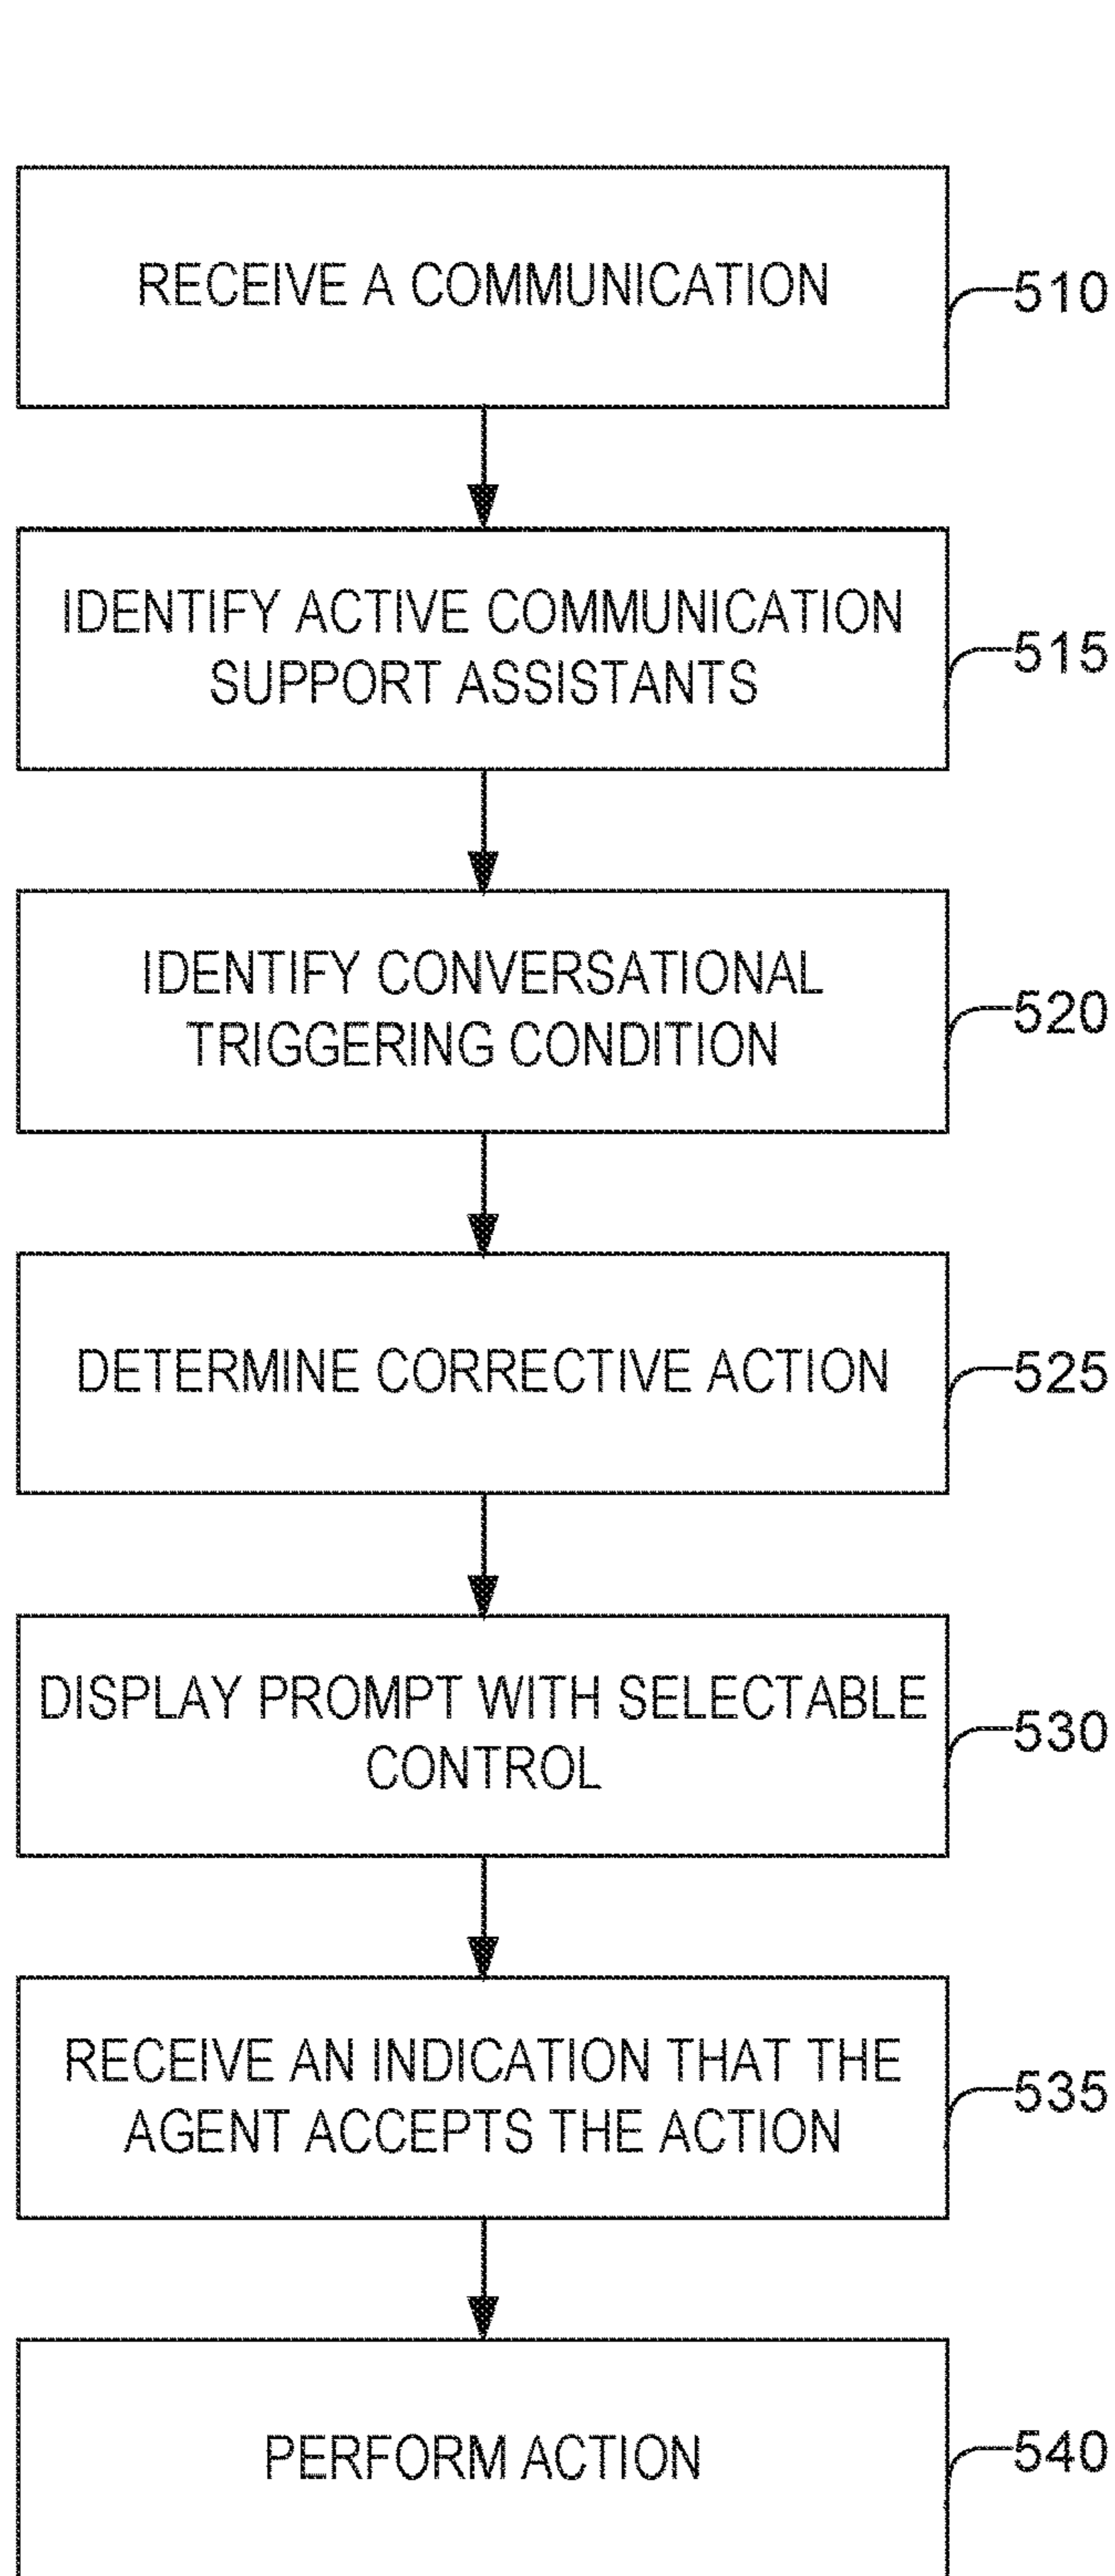 RECEIVE A COMMUNICATION
510
IDENTIFY ACTIVE COMMUNICATION
SUPPORT ASSISTANTS
515
IDENTIFY CONVERSATIONAL
TRIGGERING CONDITION
520
DETERMINE CORRECTIVE ACTION
525
DISPLAY PROMPT WITH SELECTABLE
CONTROL
530
RECEIVE AN INDICATION THAT THE
AGENT ACCEPTS THE ACTION
535
PERFORM ACTION
540